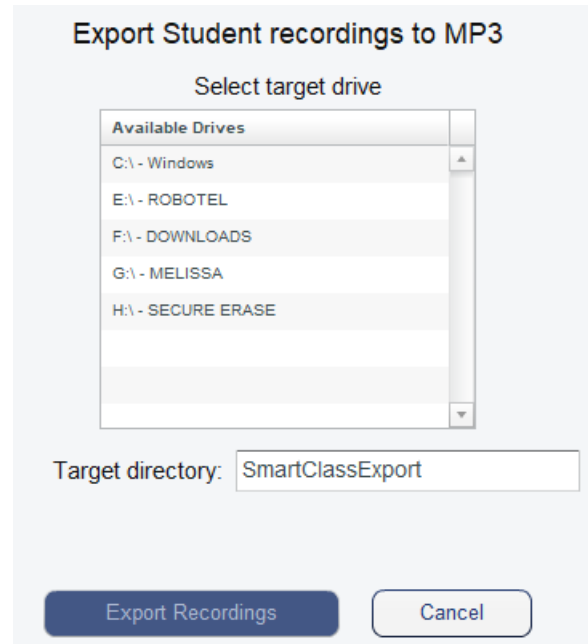 Export Student recordings to MP3
Select target drive
Available Drives
C:\ - Windows
E:\ - ROBOTEL
F:\ - DOWNLOADS
G:\ - MELISSA
H:\ - SECURE ERASE
Target directory: SmartClassExport
Export Recordings Cancel